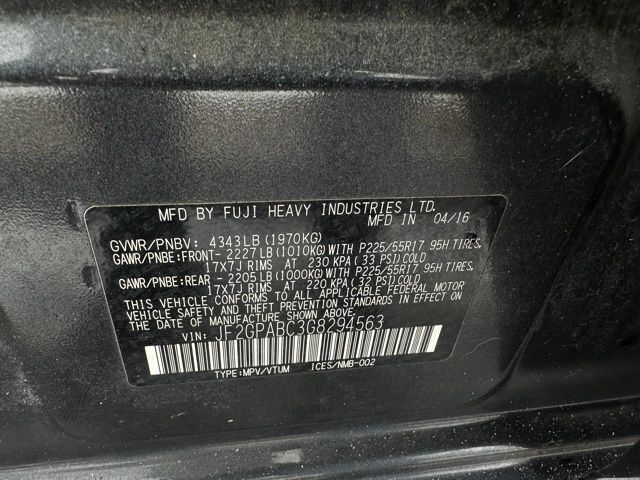 MFD BY FUJI HEAVY INDUSTRIES LTD.
MFD IN 04/16
GVWR/PNBV: 4343LB(1970KG)
GAWR/PNBE:FRONT- 2227LB(1010KG)WITH P225/55R17 95H TIRES,
17X7J RIMS AT 230 KPA(33 PSI)COLD
GAWR/PNBE:REAR - 2205LB(1000KG)WITH P225/55R17 95H TIRES,
17X7J RIMS AT 220 KPA(32 PSI)COLD
THIS VEHICLE CONFORMS TO ALL APPLICABLE FEDERAL MOTOR
VEHICLE SAFETY AND THEFT PREVENTION STANDARDS IN EFFECT
ON THE DATE OF MANUFACTURE SHOWN ABOVE.
VIN: JF2GPABC3G8294563
TYPE:MPV/VTUM ICES/NMB-002